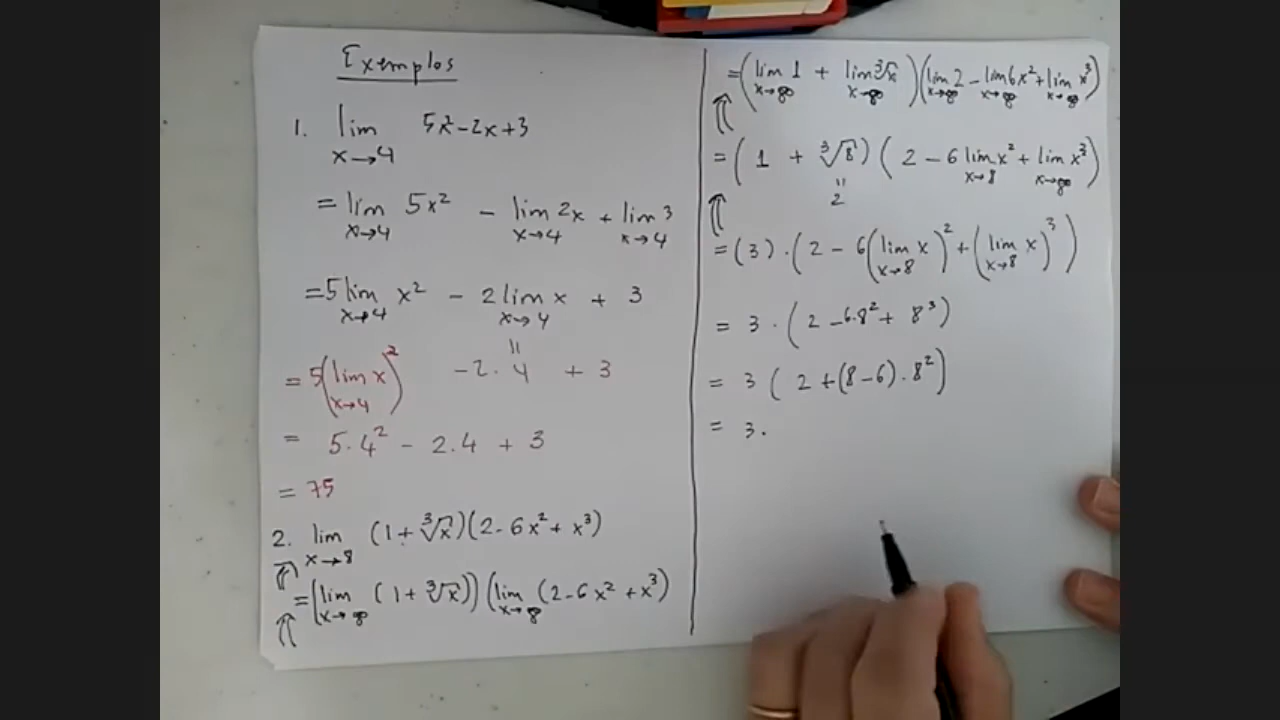 Exemplos
1. lim x→4 5x²-2x+3
= lim x→4 5x² - lim x→4 2x + lim x→4 3
= 5 lim x→4 x² - 2 lim x→4 x + 3
= 5(lim x→4 x)² - 2·4 + 3
= 5.4² - 2.4 + 3
= 75
2. lim x→8 (1+∛x)(2-6x²+x³)
= (lim x→8 (1+∛x))(lim x→8 (2-6x²+x³)
= (lim x→8 1 + lim x→8 ∛x)(lim x→8 2 - lim x→8 6x² + lim x→8 x³)
= (1 + ∛8)(2 - 6 lim x→8 x² + lim x→8 x³)
= 2
= (3)·(2 - 6(lim x→8 x)² + (lim x→8 x)³)
= 3·(2 - 6.8² + 8³)
= 3(2+(8-6).8²)
= 3.